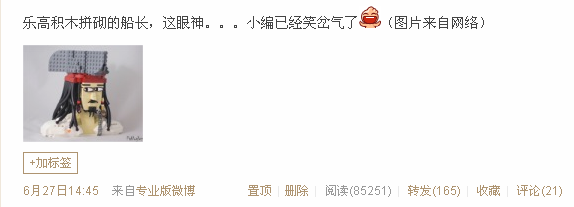 乐高积木拼砌的船长，这眼神。。。小编已经笑岔气了（图片来自网络）
+加标签
6月27日14:45 来自专业版微博 置顶 | 删除 | 阅读(85251) | 转发(165) | 收藏 | 评论(21)